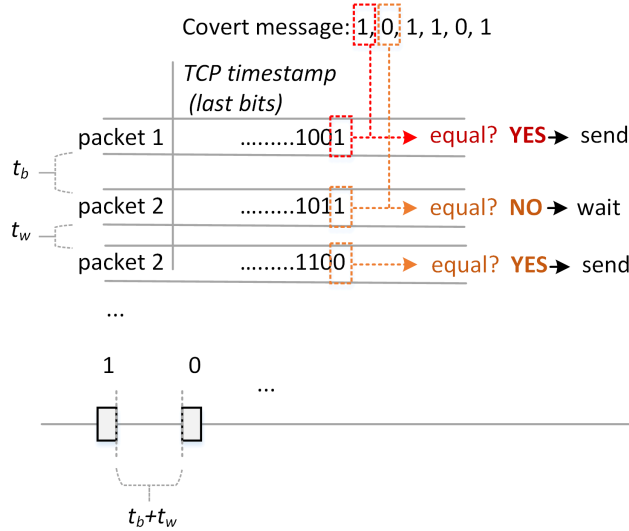 Covert message: 1, 0, 1, 1, 0, 1
TCP timestamp
(last bits)
packet 1 .........1001 equal? YES send
t_b
packet 2 .........1011 equal? NO wait
t_w
packet 2 .........1100 equal? YES send
...
1 0
...
t_b+t_w